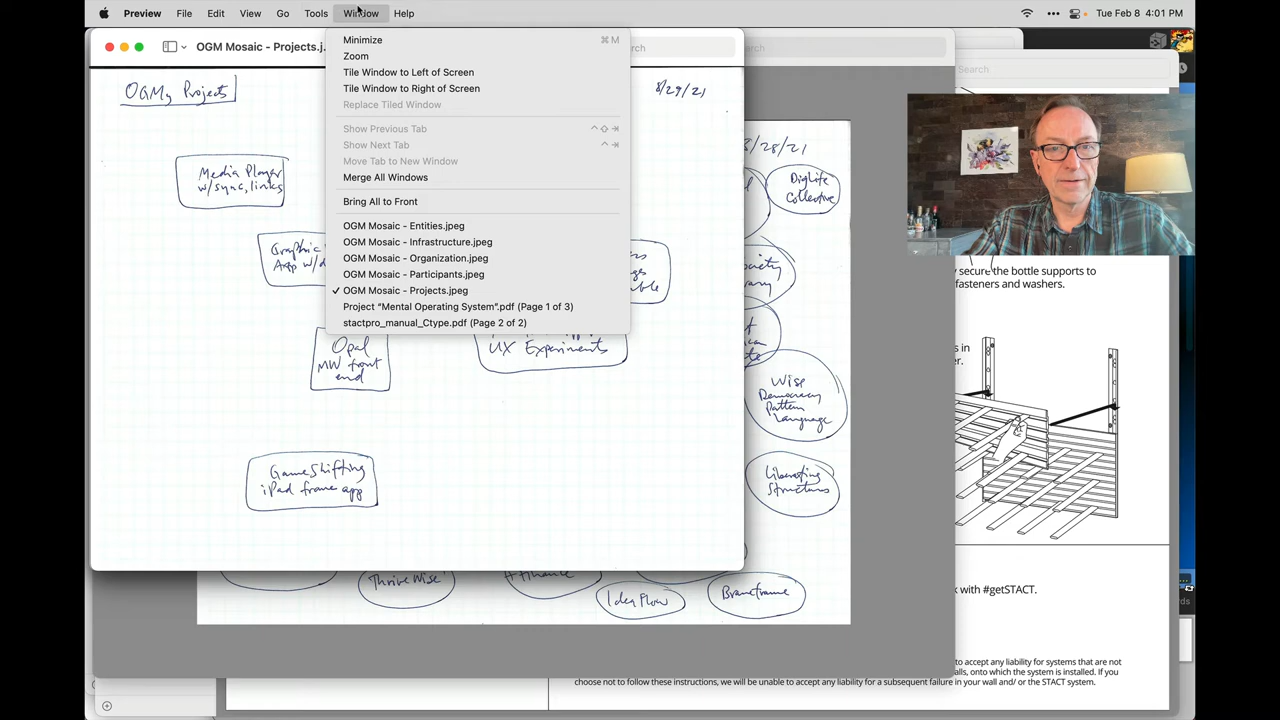 Preview File Edit View Go Tools Window Help
Tue Feb 8 4:01 PM
OGM Mosaic - Projects.j
Minimize ⌘M
Zoom
Tile Window to Left of Screen
Tile Window to Right of Screen
Replace Tiled Window
Show Previous Tab
Show Next Tab
Move Tab to New Window
Merge All Windows
Bring All to Front
OGM Mosaic - Entities.jpeg
OGM Mosaic - Infrastructure.jpeg
OGM Mosaic - Organization.jpeg
OGM Mosaic - Participants.jpeg
✓ OGM Mosaic - Projects.jpeg
Project “Mental Operating System”.pdf (Page 1 of 3)
stactpro_manual_Ctype.pdf (Page 2 of 2)
Search
OGMy Projects
8/29/21
Media Player
w/sync, links
Opal
MW front
end
UX Experiments
GameShifting
iPad frame app
8/28/21
DigLife
Collective
Wise
Democracy
Pattern
Language
Liberating
Structures
ThriveWise
IdeaFlow
Brameframe
y secure the bottle supports to
fasteners and washers.
s in
er.
x with #getSTACT.
to accept any liability for systems that are not
alls, onto which the system is installed. If you
choose not to follow these instructions, we will be unable to accept any liability for a subsequent failure in your wall and/ or the STACT system.